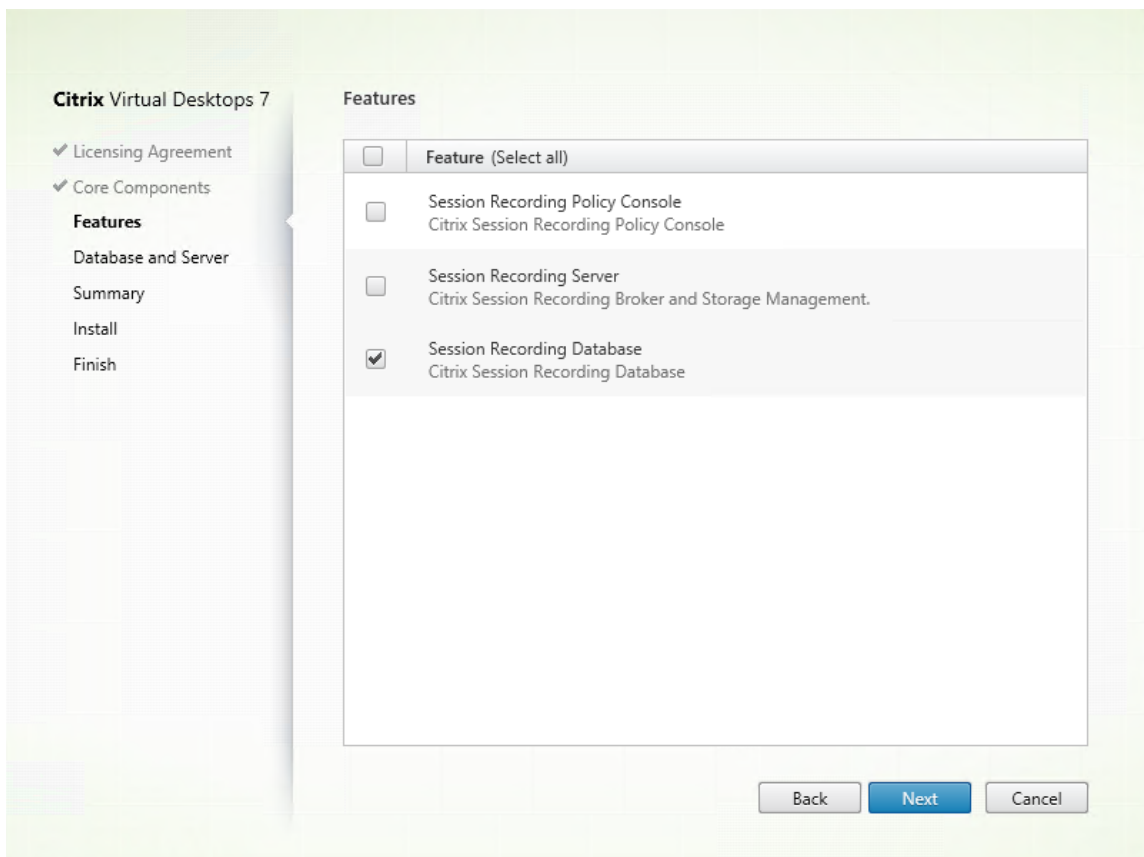 Citrix Virtual Desktops 7
Licensing Agreement
Core Components
Features
Database and Server
Summary
Install
Finish
Features
Feature (Select all)
Session Recording Policy Console
Citrix Session Recording Policy Console
Session Recording Server
Citrix Session Recording Broker and Storage Management.
Session Recording Database
Citrix Session Recording Database
Back
Next
Cancel